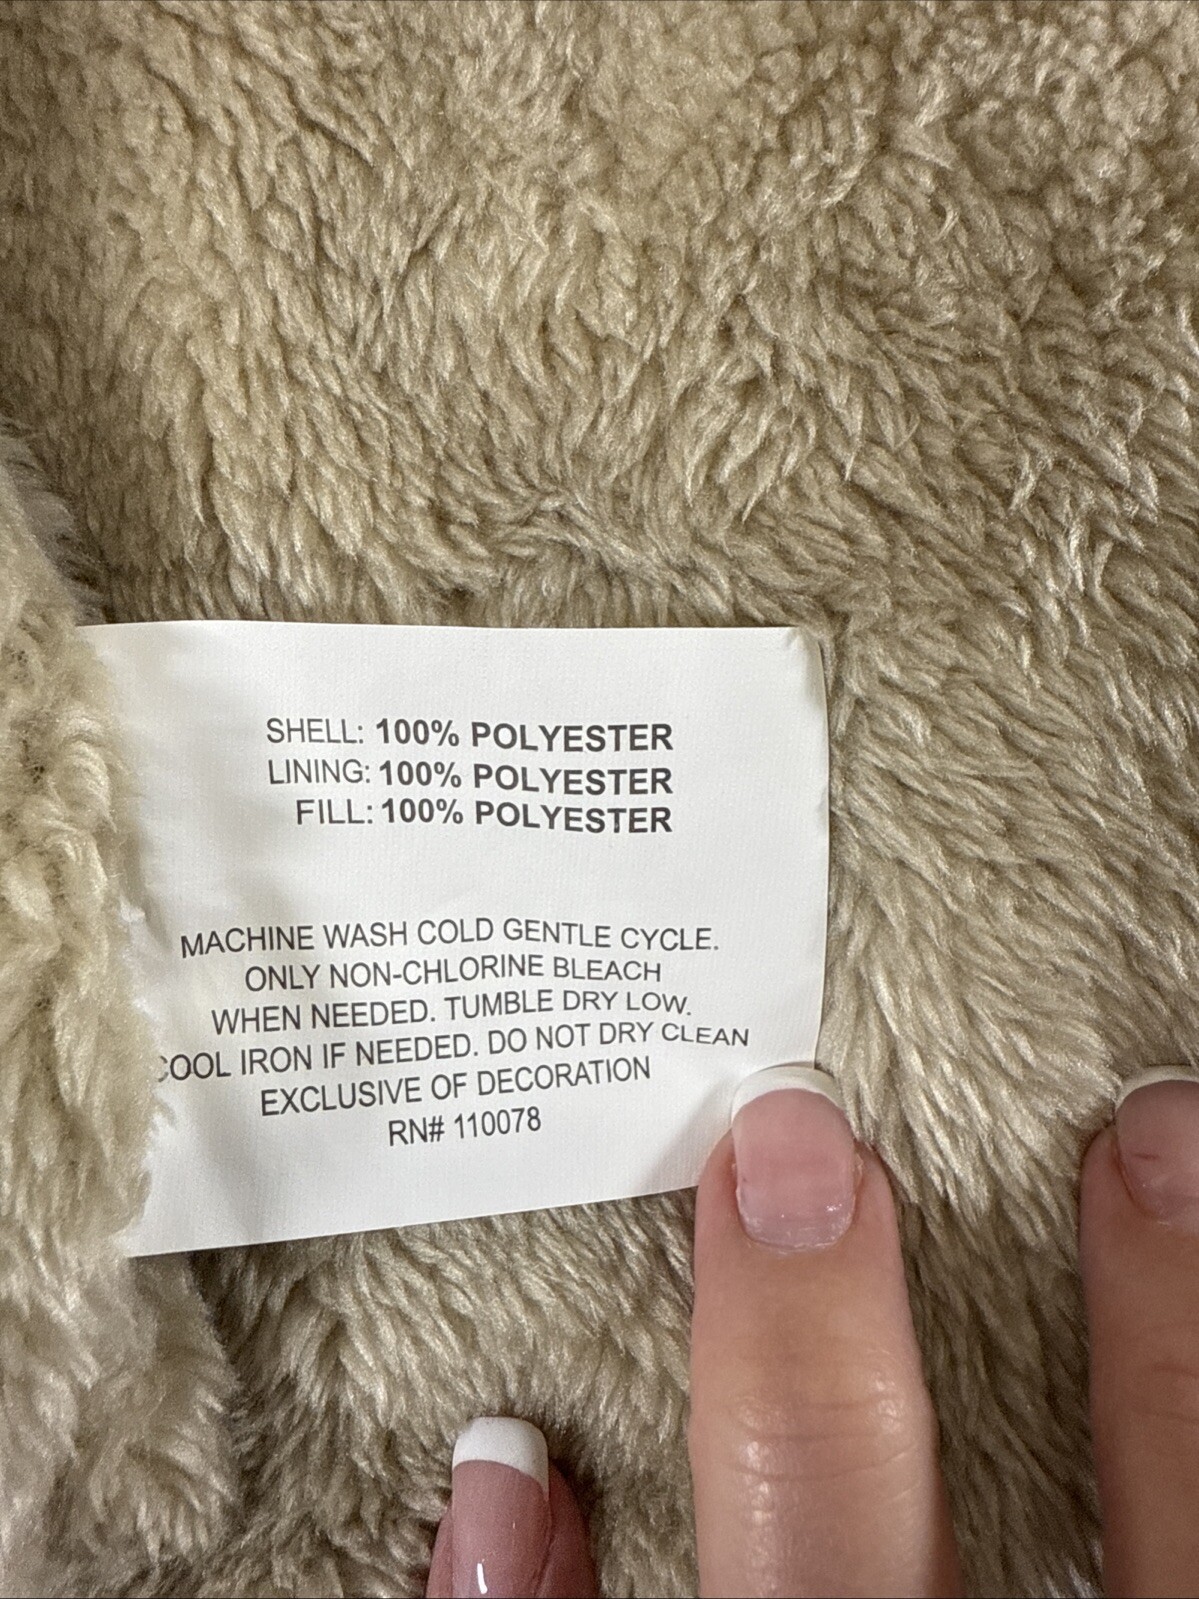 SHELL: 100% POLYESTER
LINING: 100% POLYESTER
FILL: 100% POLYESTER
MACHINE WASH COLD GENTLE CYCLE.
ONLY NON-CHLORINE BLEACH
WHEN NEEDED. TUMBLE DRY LOW.
COOL IRON IF NEEDED. DO NOT DRY CLEAN
EXCLUSIVE OF DECORATION
RN# 110078